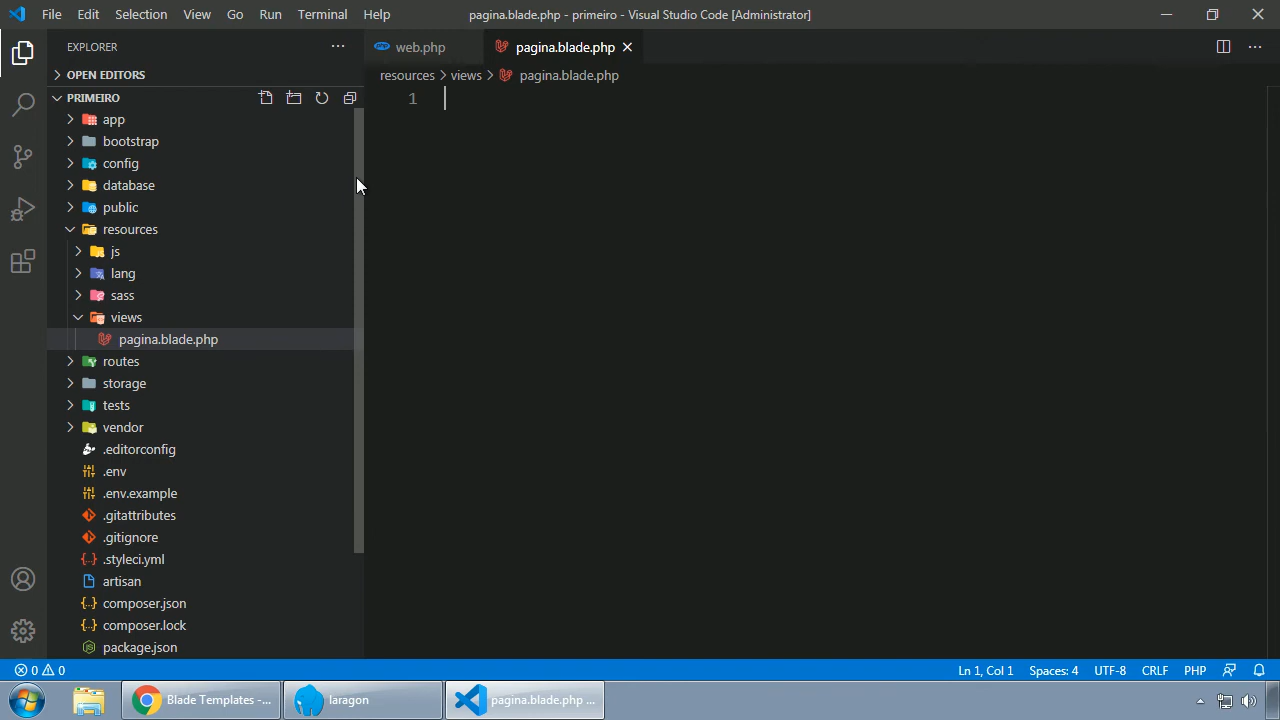 File Edit Selection View Go Run Terminal Help pagina.blade.php - primeiro - Visual Studio Code [Administrator]
EXPLORER
web.php pagina.blade.php
OPEN EDITORS
resources > views > pagina.blade.php
PRIMEIRO
1
app
bootstrap
config
database
public
resources
js
lang
sass
views
pagina.blade.php
routes
storage
tests
vendor
.editorconfig
.env
.env.example
.gitattributes
.gitignore
.styleci.yml
artisan
composer.json
composer.lock
package.json
0 0 Ln 1, Col 1 Spaces: 4 UTF-8 CRLF PHP
Blade Templates -... laragon pagina.blade.php ...